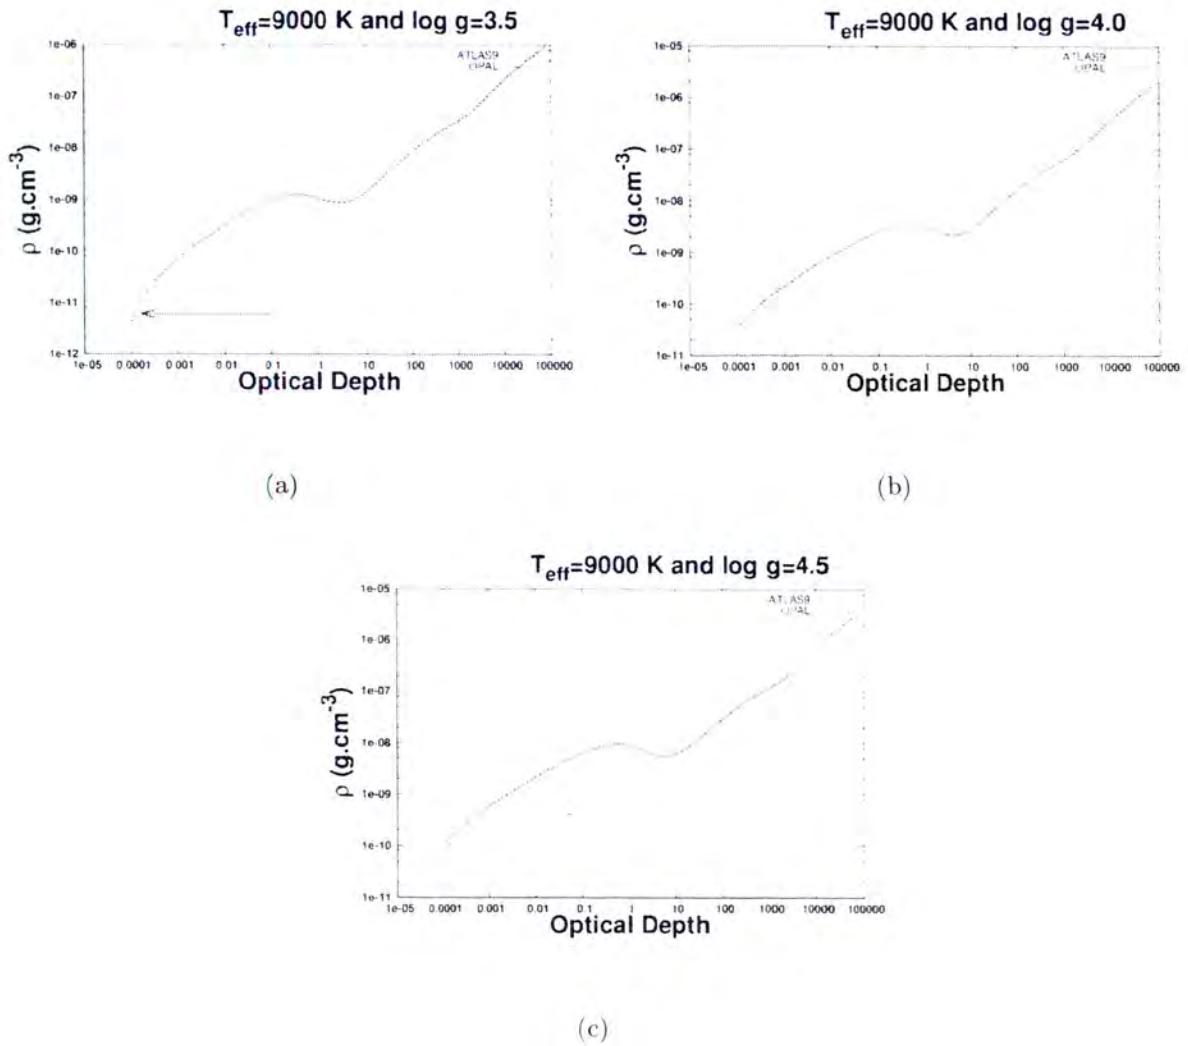 T_eff=9000 K and log g=3.5
1e-06
1e-07
1e-08
1e-09
1e-10
1e-11
1e-12
ρ (g.cm⁻³)
ATLAS9
OPAL
1e-05 0.0001 0.001 0.01 0.1 1 10 100 1000 10000 100000
Optical Depth
(a)
T_eff=9000 K and log g=4.0
1e-05
1e-06
1e-07
1e-08
1e-09
1e-10
1e-11
ρ (g.cm⁻³)
ATLAS9
OPAL
1e-05 0.0001 0.001 0.01 0.1 1 10 100 1000 10000 100000
Optical Depth
(b)
T_eff=9000 K and log g=4.5
1e-05
1e-06
1e-07
1e-08
1e-09
1e-10
1e-11
ρ (g.cm⁻³)
ATLAS9
OPAL
1e-05 0.0001 0.001 0.01 0.1 1 10 100 1000 10000 100000
Optical Depth
(c)